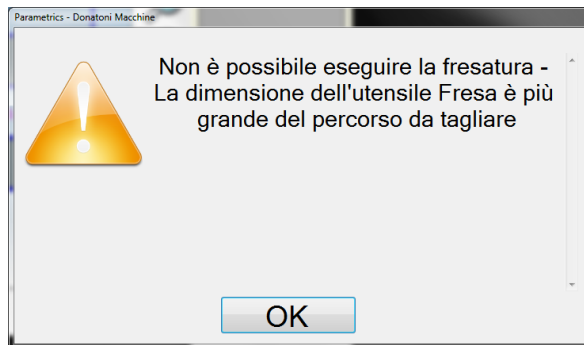 Parametrics - Donatoni Macchine
Non è possibile eseguire la fresatura -
La dimensione dell'utensile Fresa è più
grande del percorso da tagliare
OK